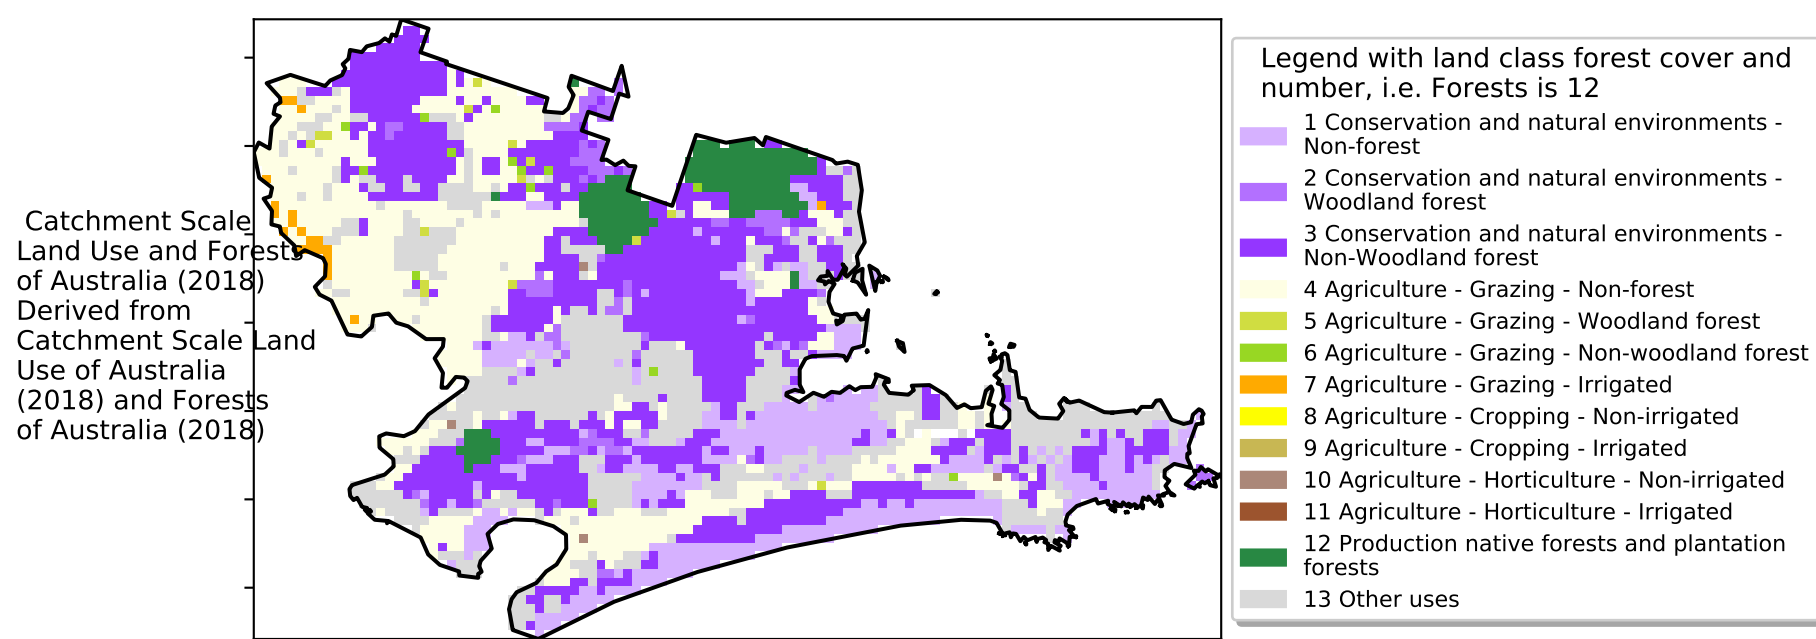 Catchment Scale
Land Use and Forests
of Australia (2018)
Derived from
Catchment Scale Land
Use of Australia
(2018) and Forests
of Australia (2018)
Legend with land class forest cover and
number, i.e. Forests is 12
1 Conservation and natural environments -
Non-forest
2 Conservation and natural environments -
Woodland forest
3 Conservation and natural environments -
Non-Woodland forest
4 Agriculture - Grazing - Non-forest
5 Agriculture - Grazing - Woodland forest
6 Agriculture - Grazing - Non-woodland forest
7 Agriculture - Grazing - Irrigated
8 Agriculture - Cropping - Non-irrigated
9 Agriculture - Cropping - Irrigated
10 Agriculture - Horticulture - Non-irrigated
11 Agriculture - Horticulture - Irrigated
12 Production native forests and plantation
forests
13 Other uses